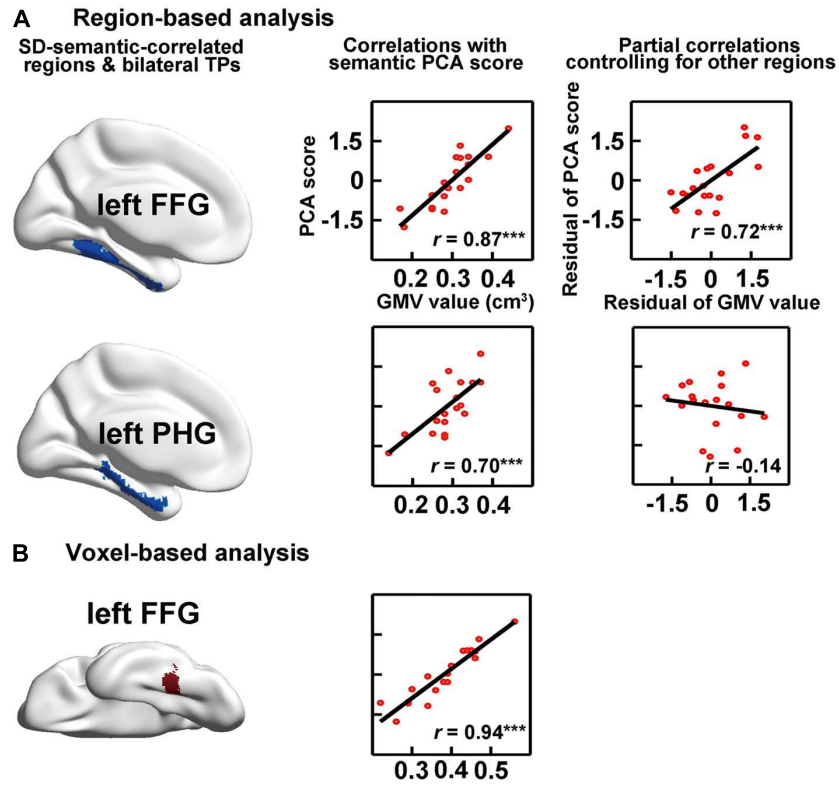 A Region-based analysis
SD-semantic-correlated
regions & bilateral TPs
Correlations with
semantic PCA score
Partial correlations
controlling for other regions
left FFG
PCA score
1.5
0
-1.5
r = 0.87***
0.2 0.3 0.4
GMV value (cm³)
Residual of PCA score
1.5
0
-1.5
r = 0.72***
-1.5 0 1.5
Residual of GMV value
left PHG
r = 0.70***
0.2 0.3 0.4
r = -0.14
-1.5 0 1.5
B Voxel-based analysis
left FFG
r = 0.94***
0.3 0.4 0.5